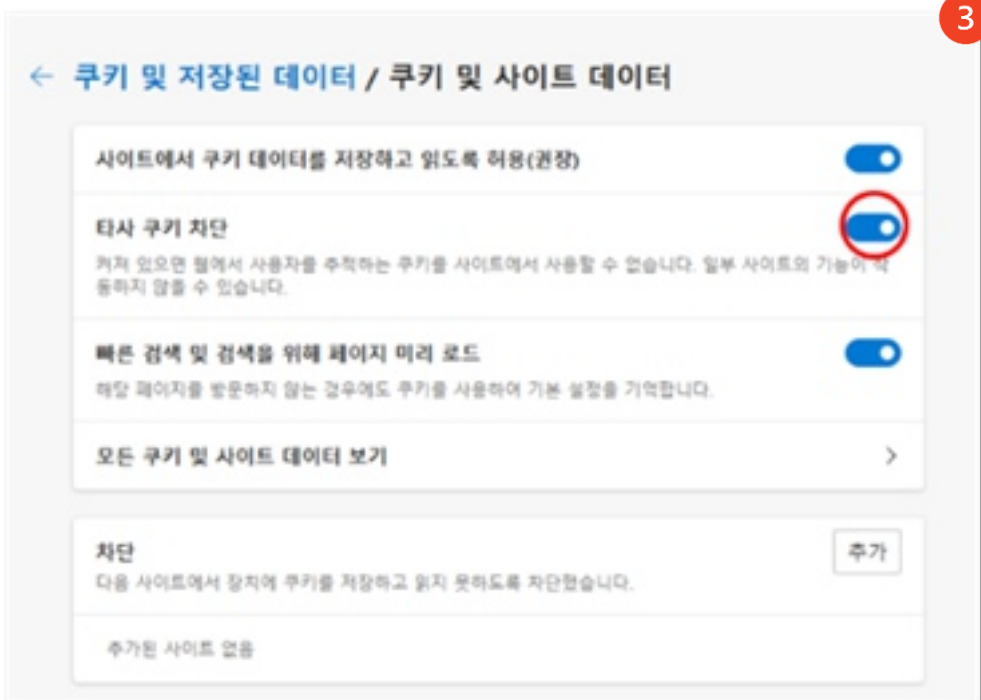 3
← 쿠키 및 저장된 데이터 / 쿠키 및 사이트 데이터
사이트에서 쿠키 데이터를 저장하고 읽도록 허용(권장)
타사 쿠키 차단
켜져 있으면 웹에서 사용자를 추적하는 쿠키를 사이트에서 사용할 수 없습니다. 일부 사이트의 기능이 작
동하지 않을 수 있습니다.
빠른 검색 및 검색을 위해 페이지 미리 로드
해당 페이지를 방문하지 않는 경우에도 쿠키를 사용하여 기본 설정을 기억합니다.
모든 쿠키 및 사이트 데이터 보기
차단
추가
다음 사이트에서 장치에 쿠키를 저장하고 읽지 못하도록 차단했습니다.
추가된 사이트 없음